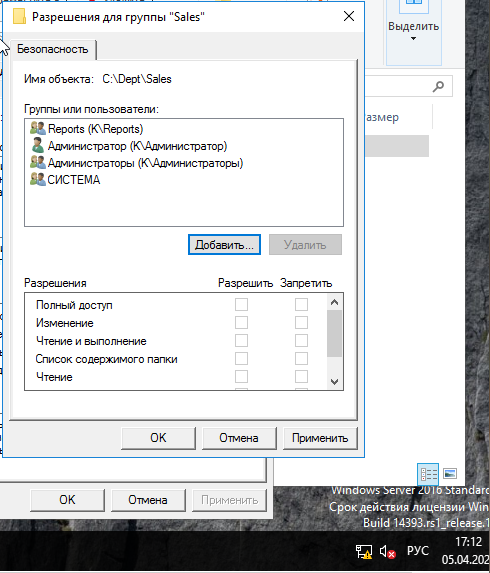 Разрешения для группы "Sales"
Безопасность
Имя объекта: C:\Dept\Sales
Группы или пользователи:
Reports (K\Reports)
Администратор (K\Администратор)
Администраторы (K\Администраторы)
СИСТЕМА
Добавить...
Удалить
Разрешения
Разрешить
Запретить
Полный доступ
Изменение
Чтение и выполнение
Список содержимого папки
Чтение
OK
Отмена
Применить
Выделить
азмер
OK
Отмена
Применить
Windows Server 2016 Standard
Срок действия лицензии Win
Build 14393.rs1_release.1
РУС
17:12
05.04.202